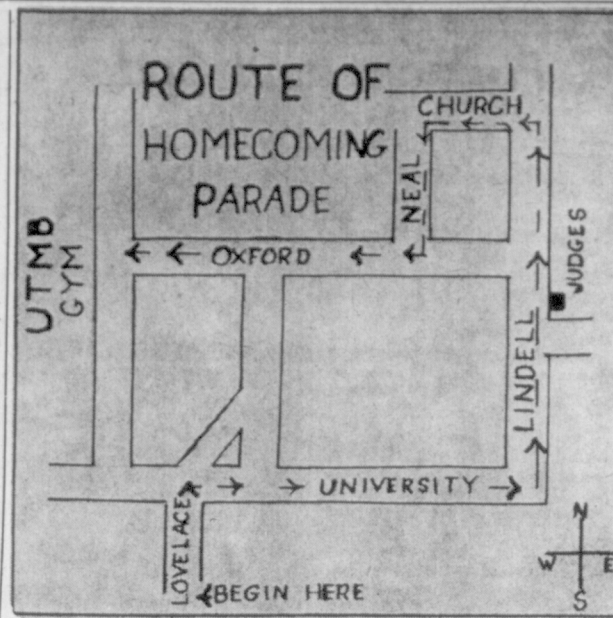 ROUTE OF
HOMECOMING
PARADE
CHURCH
NEAL
JUDGES
UTMB
GYM
OXFORD
LINDELL
UNIVERSITY
LOVELACE
BEGIN HERE
N
W E
S